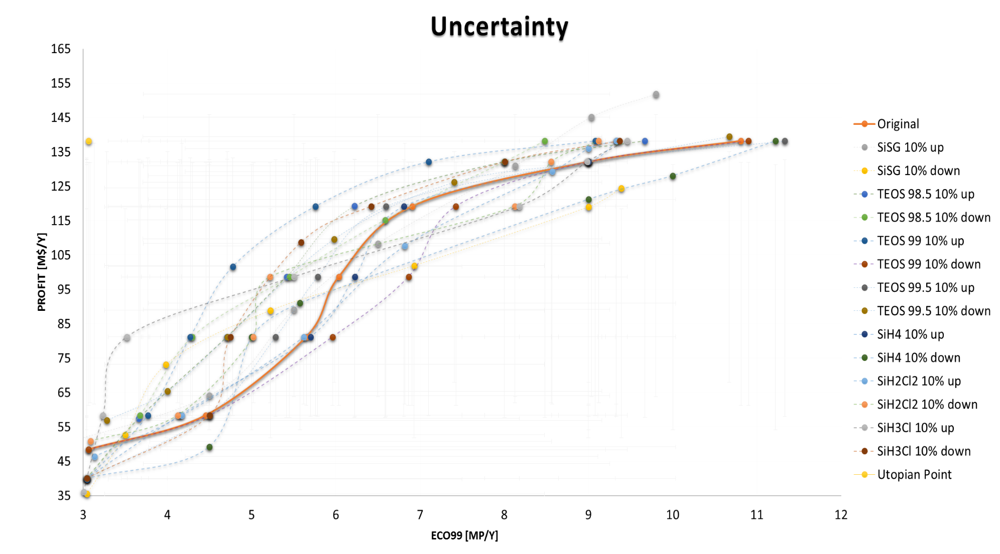 Uncertainty
165
155
145
135
125
115
105
95
85
75
65
55
45
35
PROFIT [M$/Y]
3 4 5 6 7 8 9 10 11 12
ECO99 [MP/Y]
Original
SiSG 10% up
SiSG 10% down
TEOS 98.5 10% up
TEOS 98.5 10% down
TEOS 99 10% up
TEOS 99 10% down
TEOS 99.5 10% up
TEOS 99.5 10% down
SiH4 10% up
SiH4 10% down
SiH2Cl2 10% up
SiH2Cl2 10% down
SiH3Cl 10% up
SiH3Cl 10% down
Utopian Point